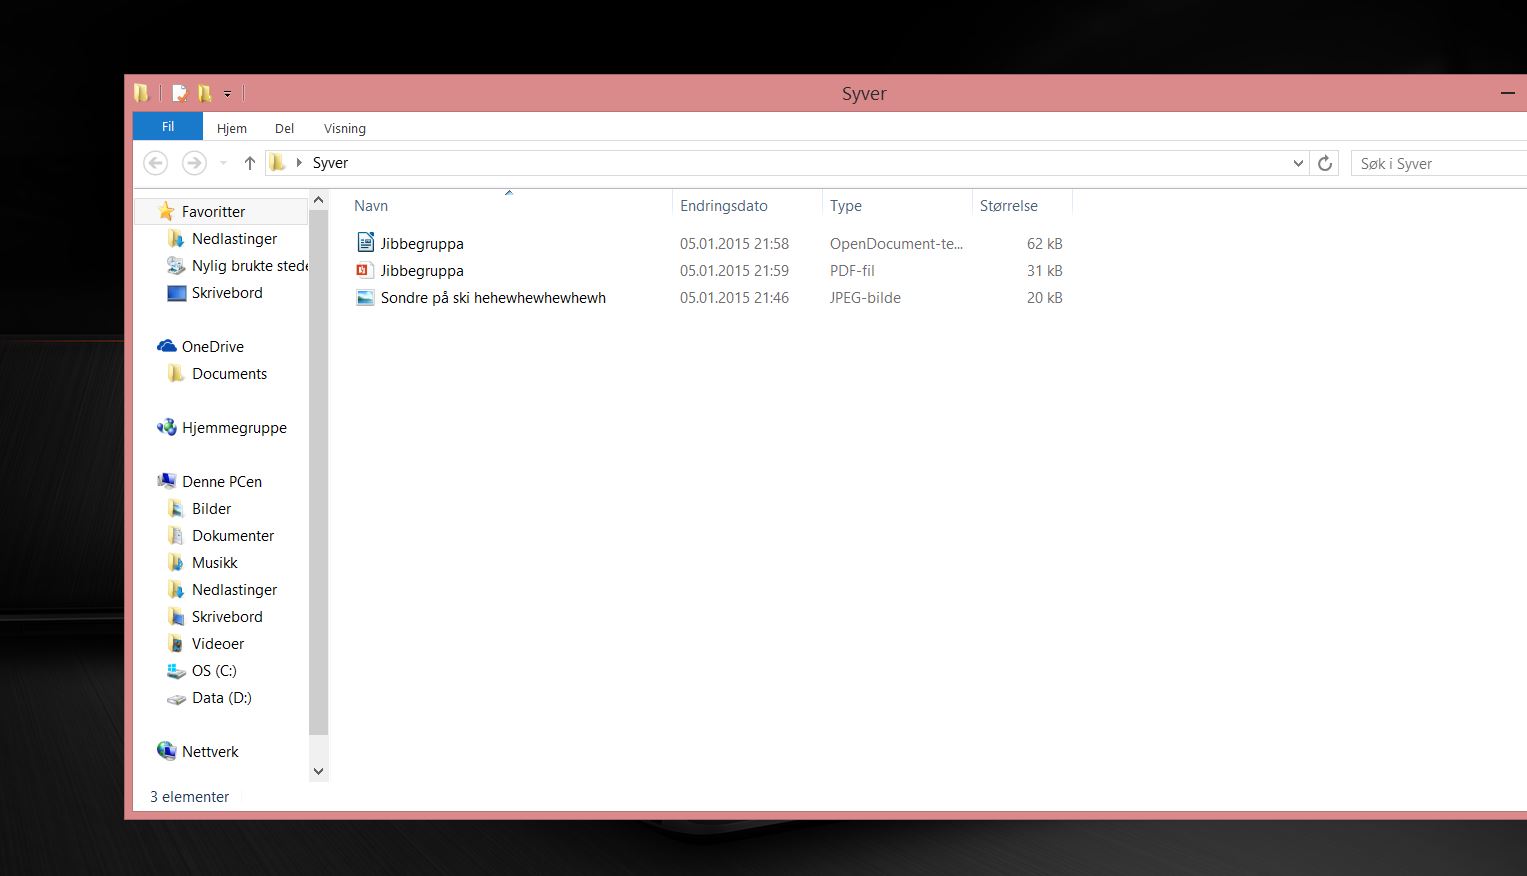 Syver
Fil Hjem Del Visning
Syver Søk i Syver
Favoritter
Nedlastinger
Nylig brukte stede
Skrivebord
OneDrive
Documents
Hjemmegruppe
Denne PCen
Bilder
Dokumenter
Musikk
Nedlastinger
Skrivebord
Videoer
OS (C:)
Data (D:)
Nettverk
Navn Endringsdato Type Størrelse
Jibbegruppa 05.01.2015 21:58 OpenDocument-te... 62 kB
Jibbegruppa 05.01.2015 21:59 PDF-fil 31 kB
Sondre på ski hehewhewhewhewh 05.01.2015 21:46 JPEG-bilde 20 kB
3 elementer